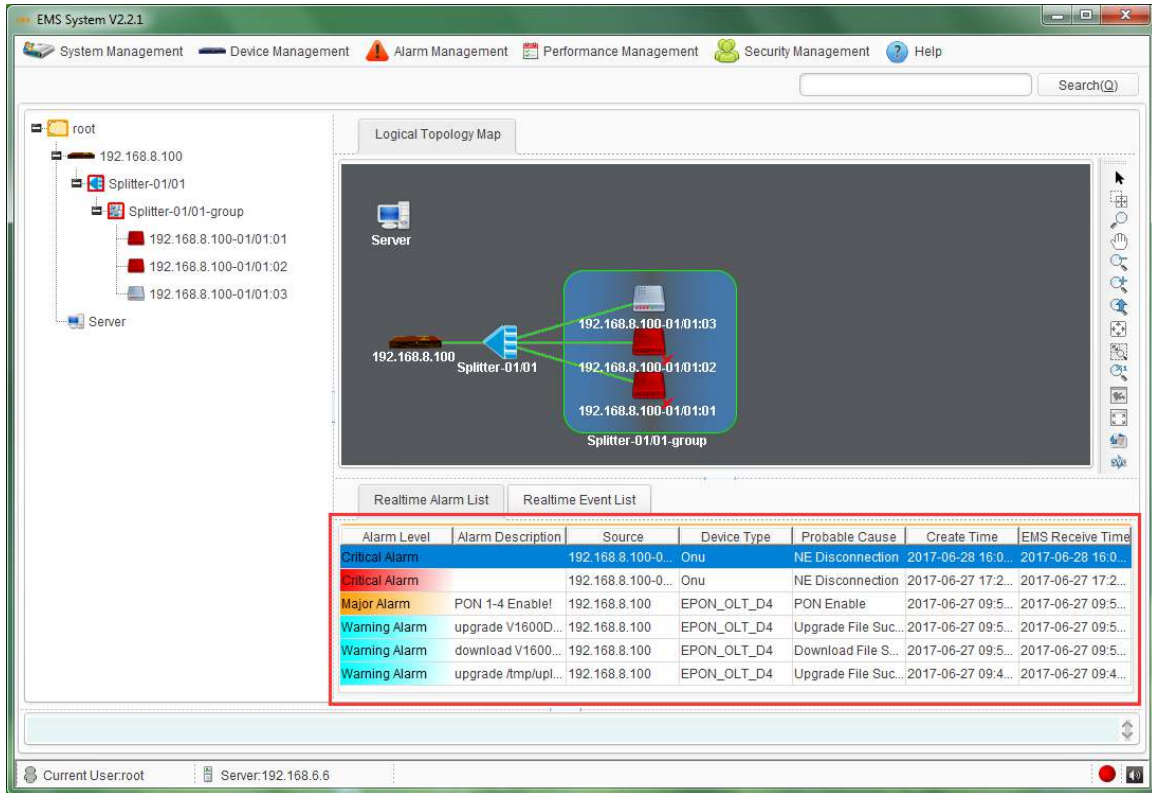 EMS System V2.2.1
System Management Device Management Alarm Management Performance Management Security Management Help
Search(Q)
root
192.168.8.100
Splitter-01/01
Splitter-01/01-group
192.168.8.100-01/01:01
192.168.8.100-01/01:02
192.168.8.100-01/01:03
Server
Logical Topology Map
Server
192.168.8.100
Splitter-01/01
192.168.8.100-01/01:03
192.168.8.100-01/01:02
192.168.8.100-01/01:01
Splitter-01/01-group
Realtime Alarm List Realtime Event List
Alarm Level Alarm Description Source Device Type Probable Cause Create Time EMS Receive Time
Critical Alarm 192.168.8.100-0... Onu NE Disconnection 2017-06-28 16:0... 2017-06-28 16:0...
Critical Alarm 192.168.8.100-0... Onu NE Disconnection 2017-06-27 17:2... 2017-06-27 17:2...
Major Alarm PON 1-4 Enable! 192.168.8.100 EPON_OLT_D4 PON Enable 2017-06-27 09:5... 2017-06-27 09:5...
Warning Alarm upgrade V1600D... 192.168.8.100 EPON_OLT_D4 Upgrade File Suc... 2017-06-27 09:5... 2017-06-27 09:5...
Warning Alarm download V1600... 192.168.8.100 EPON_OLT_D4 Download File S... 2017-06-27 09:5... 2017-06-27 09:5...
Warning Alarm upgrade /tmp/upl... 192.168.8.100 EPON_OLT_D4 Upgrade File Suc... 2017-06-27 09:4... 2017-06-27 09:4...
Current User:root Server:192.168.6.6